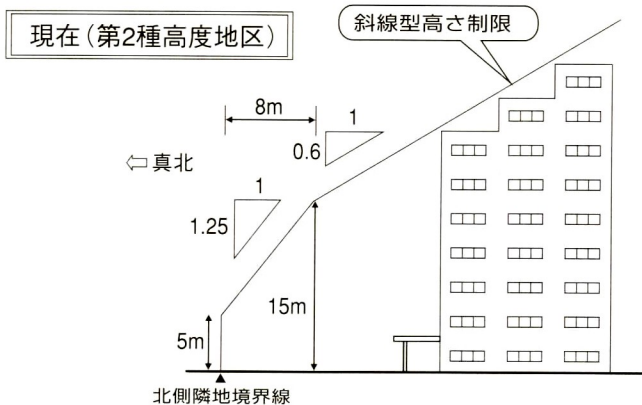 現在(第2種高度地区)
斜線型高さ制限
8m
1
0.6
⇦ 真北
1
1.25
15m
5m
北側隣地境界線